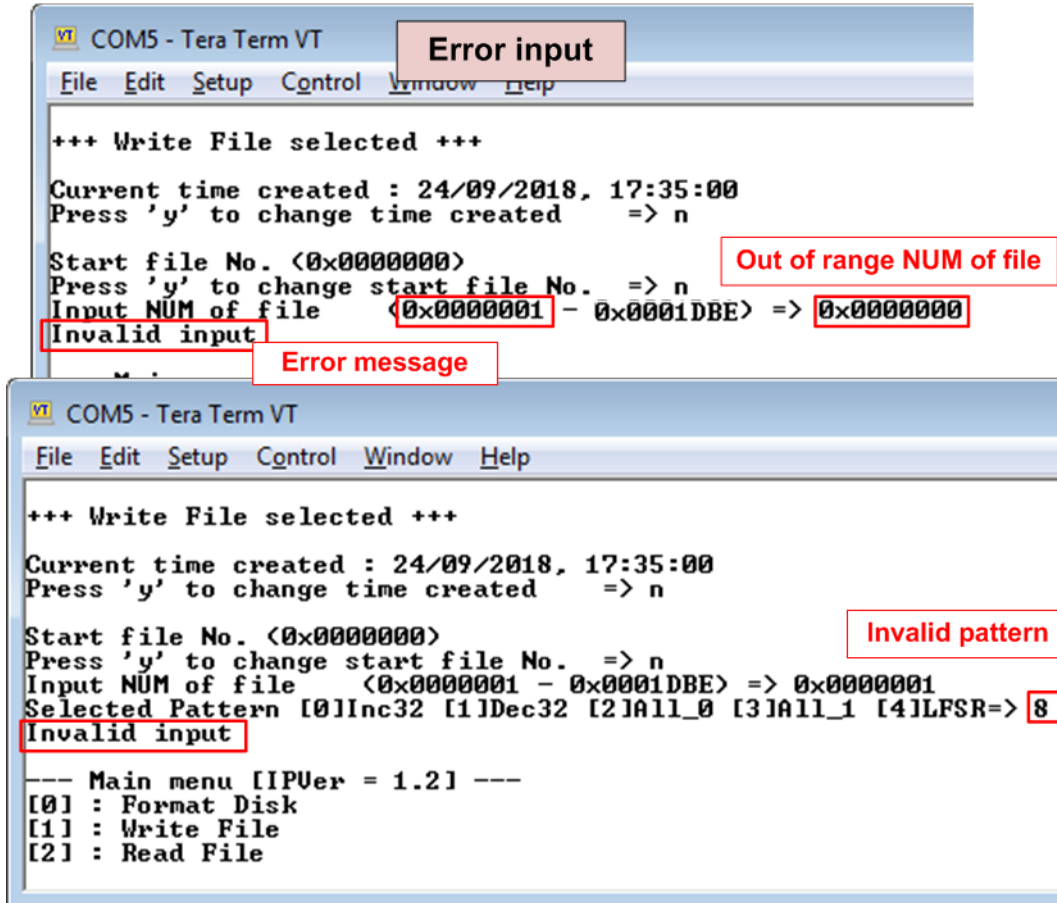 COM5 - Tera Term VT
Error input
File Edit Setup Control Window Help
+++ Write File selected +++
Current time created : 24/09/2018, 17:35:00
Press 'y' to change time created => n
Start file No. (0x0000000)
Out of range NUM of file
Press 'y' to change start file No. => n
Input NUM of file (0x0000001 - 0x0001DBE) => 0x0000000
Invalid input
Error message
COM5 - Tera Term VT
File Edit Setup Control Window Help
+++ Write File selected +++
Current time created : 24/09/2018, 17:35:00
Press 'y' to change time created => n
Start file No. (0x0000000)
Invalid pattern
Press 'y' to change start file No. => n
Input NUM of file (0x0000001 - 0x0001DBE) => 0x0000001
Selected Pattern [0]Inc32 [1]Dec32 [2]All_0 [3]All_1 [4]LFSR=> 8
Invalid input
--- Main menu [IPVer = 1.2] ---
[0] : Format Disk
[1] : Write File
[2] : Read File